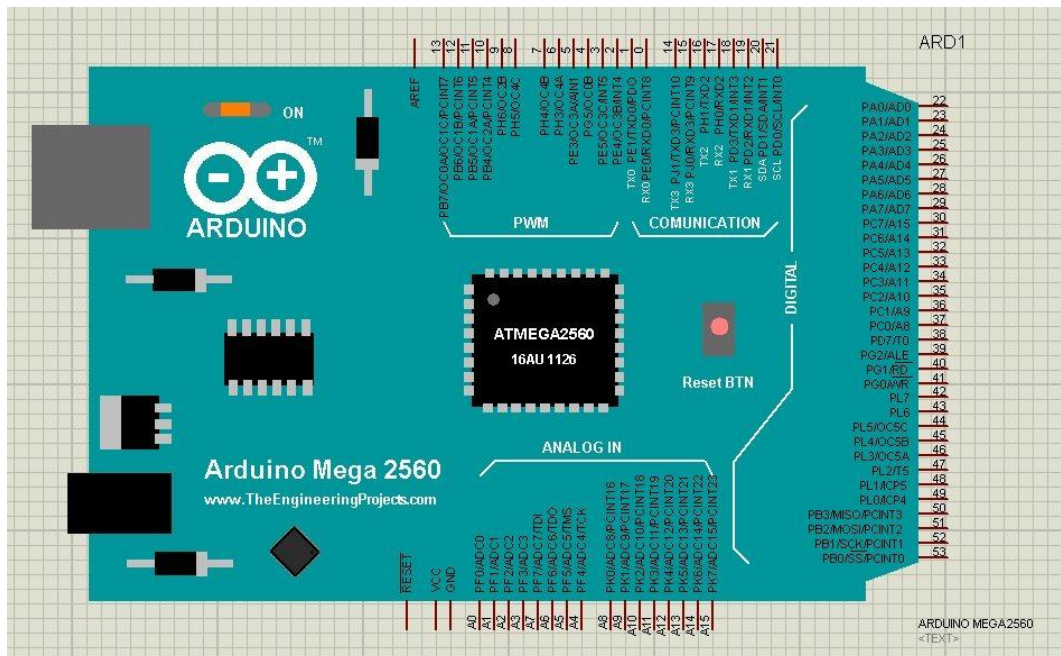 ARD1
AREF
13
12
11
10
9
8
7
6
5
4
3
2
1
0
14
15
16
17
18
19
20
21
PB7/OC0A/OC1C/PCINT7
PB6/OC1B/PCINT6
PB5/OC1A/PCINT5
PB4/OC2A/PCINT4
PH6/OC2B
PH5/OC4C
PH4/OC4B
PH3/OC4A
PE3/OC3A/AIN1
PG5/OC0B
PE5/OC3C/INT5
PE4/OC3B/INT4
TX0 PE1/TXD0/PDO
RX0 PE0/RXD0/PCINT8
TX3 PJ1/TXD3/PCINT10
RX3 PJ0/RXD3/PCINT9
TX2 PH1/TXD2
RX2 PH0/RXD2
TX1 PD3/TXD1/INT3
RX1 PD2/RXD1/INT2
SDA PD1/SDA/INT1
SCL PD0/SCL/INT0
ON
TM
ARDUINO
PWM
COMUNICATION
DIGITAL
ATMEGA2560
16AU 1126
Reset BTN
ANALOG IN
Arduino Mega 2560
www.TheEngineeringProjects.com
PA0/AD0 22
PA1/AD1 23
PA2/AD2 24
PA3/AD3 25
PA4/AD4 26
PA5/AD5 27
PA6/AD6 28
PA7/AD7 29
PC7/A15 30
PC6/A14 31
PC5/A13 32
PC4/A12 33
PC3/A11 34
PC2/A10 35
PC1/A9 36
PC0/A8 37
PD7/T0 38
PG2/ALE 39
PG1/RD 40
PG0/WR 41
PL7 42
PL6 43
PL5/OC5C 44
PL4/OC5B 45
PL3/OC5A 46
PL2/T5 47
PL1/ICP5 48
PL0/ICP4 49
PB3/MISO/PCINT3 50
PB2/MOSI/PCINT2 51
PB1/SCK/PCINT1 52
PB0/SS/PCINT0 53
RESET
VCC
GND
PF0/ADC0
PF1/ADC1
PF2/ADC2
PF3/ADC3
PF7/ADC7/TDI
PF6/ADC6/TDO
PF5/ADC5/TMS
PF4/ADC4/TCK
PK0/ADC8/PCINT16
PK1/ADC9/PCINT17
PK2/ADC10/PCINT18
PK3/ADC11/PCINT19
PK4/ADC12/PCINT20
PK5/ADC13/PCINT21
PK6/ADC14/PCINT22
PK7/ADC15/PCINT23
A0
A1
A2
A3
A7
A6
A5
A4
A8
A9
A10
A11
A12
A13
A14
A15
ARDUINO MEGA2560
<TEXT>